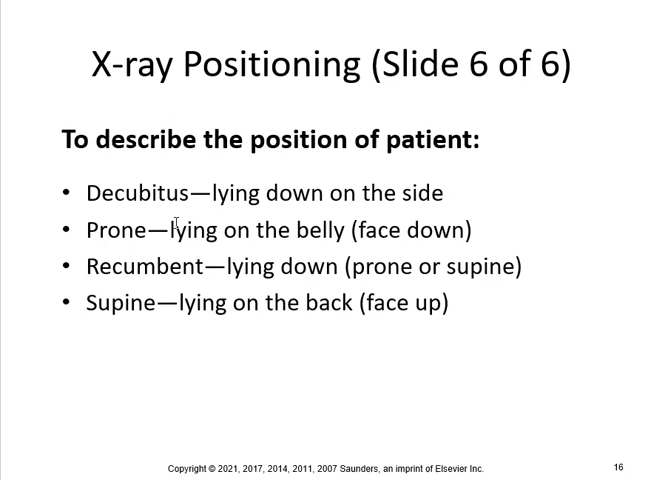 X-ray Positioning (Slide 6 of 6)
To describe the position of patient:
• Decubitus—lying down on the side
• Prone—lying on the belly (face down)
• Recumbent—lying down (prone or supine)
• Supine—lying on the back (face up)
Copyright © 2021, 2017, 2014, 2011, 2007 Saunders, an imprint of Elsevier Inc.
16